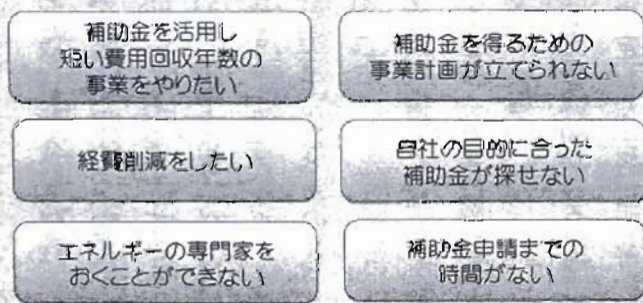 補助金を活用し
短い費用回収年数の
事業をやりたい
補助金を得るための
事業計画が立てられない
経費削減をしたい
自社の目的に合った
補助金が探せない
エネルギーの専門家を
おくことができない
補助金申請までの
時間がない